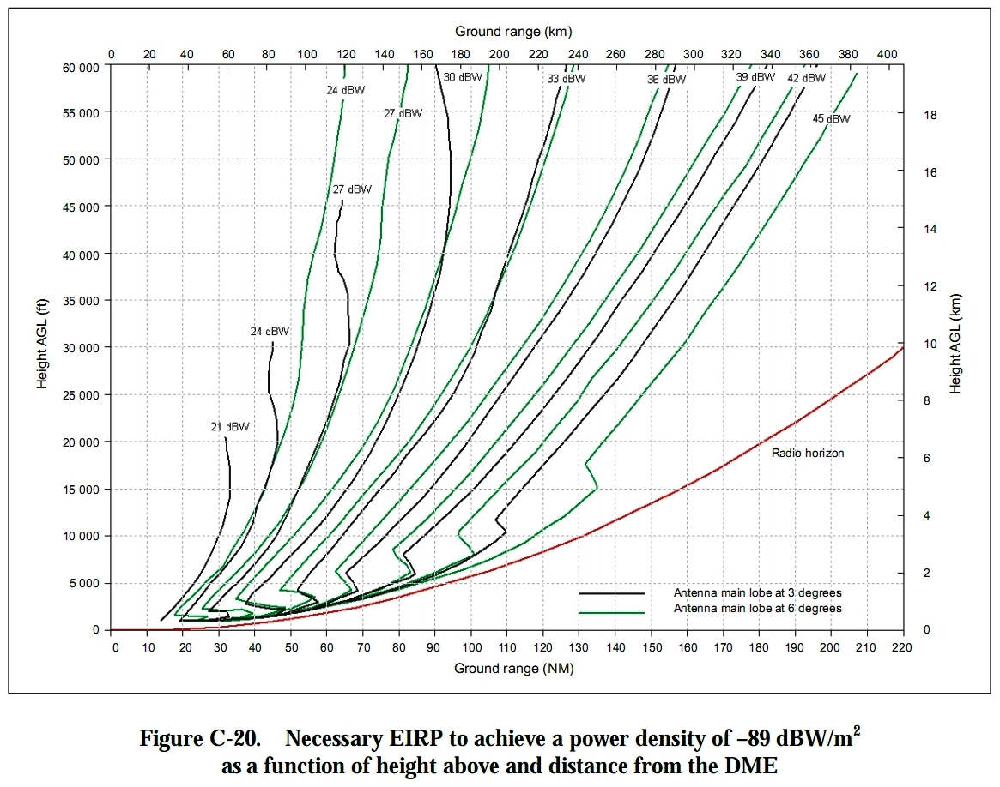 Ground range (km)
0 20 40 60 80 100 120 140 160 180 200 220 240 260 280 300 320 340 360 380 400
60 000
30 dBW 33 dBW 36 dBW 39 dBW 42 dBW
24 dBW
55 000
27 dBW
18
45 dBW
50 000
16
27 dBW
45 000
14
40 000
12
35 000
Height AGL (ft)
Height AGL (km)
24 dBW
30 000
10
25 000
8
21 dBW
20 000
Radio horizon
6
15 000
4
10 000
2
5 000
Antenna main lobe at 3 degrees
Antenna main lobe at 6 degrees
0
0
0 10 20 30 40 50 60 70 80 90 100 110 120 130 140 150 160 170 180 190 200 210 220
Ground range (NM)
Figure C-20. Necessary EIRP to achieve a power density of –89 dBW/m²
as a function of height above and distance from the DME